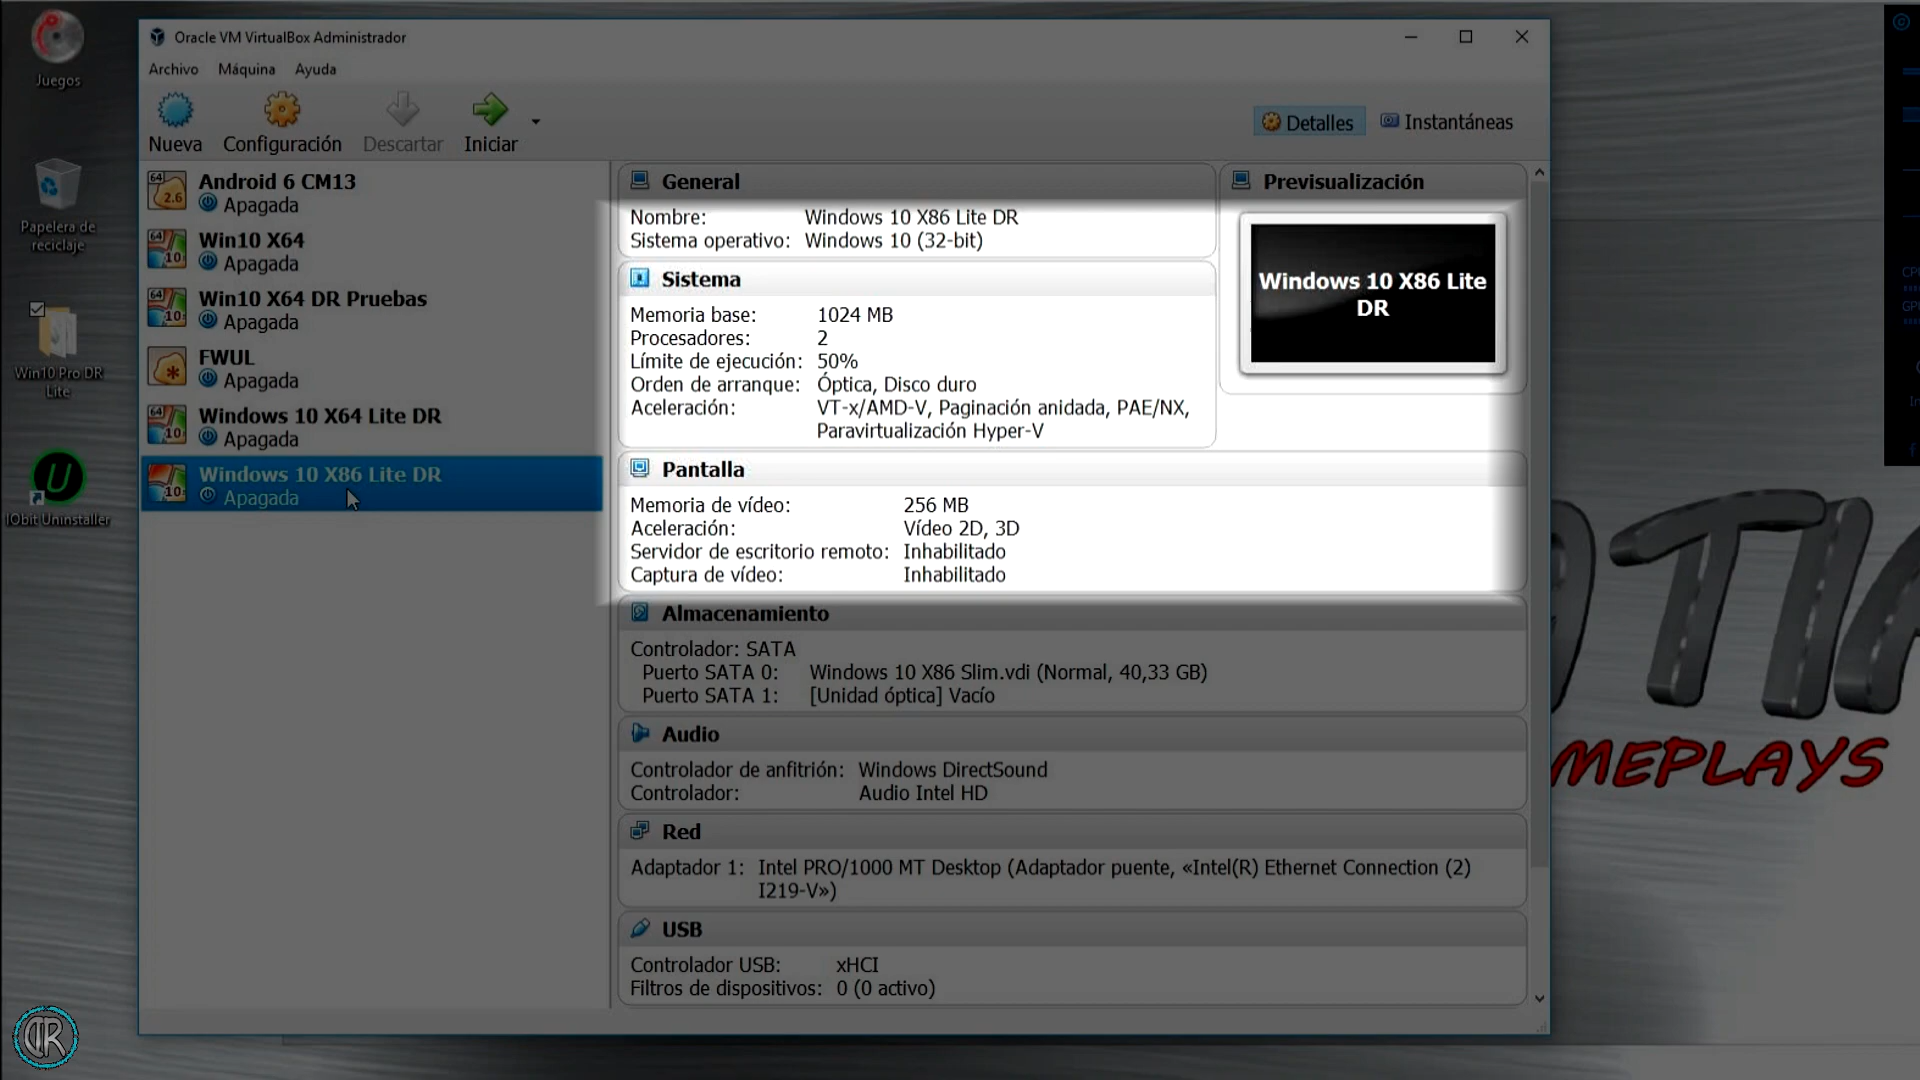 Juegos
Papelera de
reciclaje
Win10 Pro DR
Lite
IObit Uninstaller
Oracle VM VirtualBox Administrador
Archivo Máquina Ayuda
Nueva Configuración Descartar Iniciar
Detalles Instantáneas
Android 6 CM13
Apagada
Win10 X64
Apagada
Win10 X64 DR Pruebas
Apagada
FWUL
Apagada
Windows 10 X64 Lite DR
Apagada
Windows 10 X86 Lite DR
Apagada
General
Nombre: Windows 10 X86 Lite DR
Sistema operativo: Windows 10 (32-bit)
Sistema
Memoria base: 1024 MB
Procesadores: 2
Límite de ejecución: 50%
Orden de arranque: Óptica, Disco duro
Aceleración: VT-x/AMD-V, Paginación anidada, PAE/NX,
Paravirtualización Hyper-V
Pantalla
Memoria de vídeo: 256 MB
Aceleración: Vídeo 2D, 3D
Servidor de escritorio remoto: Inhabilitado
Captura de vídeo: Inhabilitado
Almacenamiento
Controlador: SATA
Puerto SATA 0: Windows 10 X86 Slim.vdi (Normal, 40,33 GB)
Puerto SATA 1: [Unidad óptica] Vacío
Audio
Controlador de anfitrión: Windows DirectSound
Controlador: Audio Intel HD
Red
Adaptador 1: Intel PRO/1000 MT Desktop (Adaptador puente, «Intel(R) Ethernet Connection (2)
I219-V»)
USB
Controlador USB: xHCI
Filtros de dispositivos: 0 (0 activo)
Previsualización
Windows 10 X86 Lite
DR